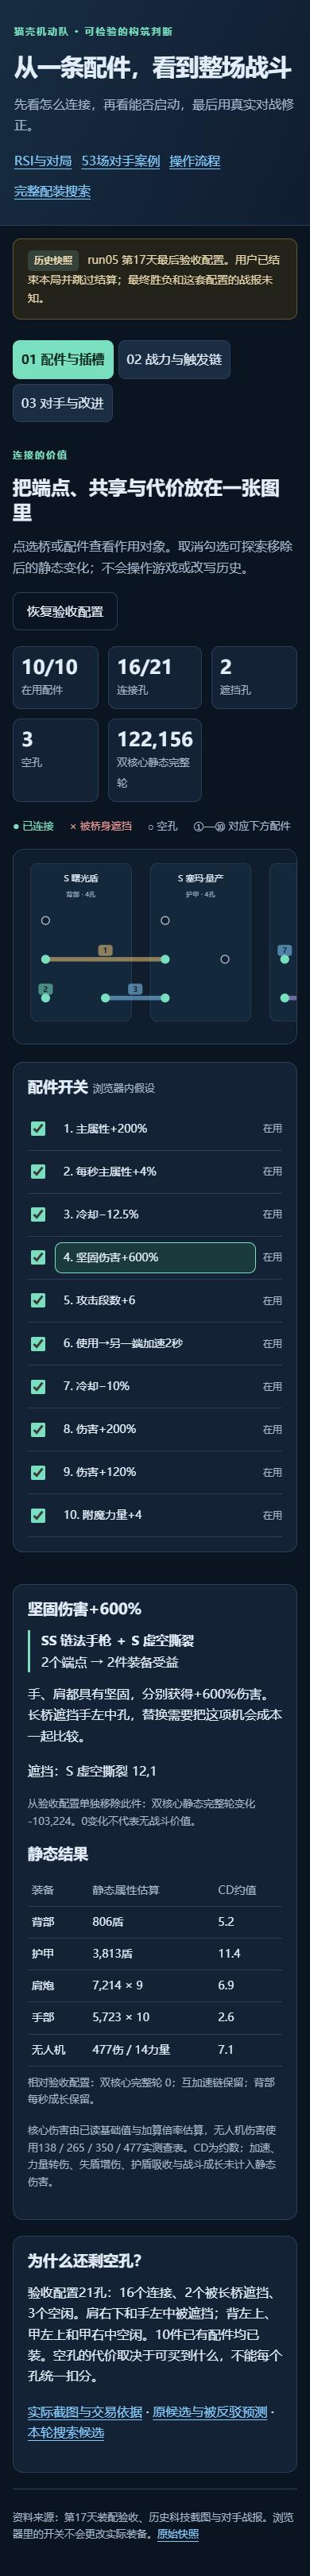 猫壳机动队 · 可检验的构筑判断
从一条配件，看到整场战斗
先看怎么连接，再看能否启动，最后用真实对战修
正。
RSI与对局 53场对手案例 操作流程
完整配装搜索
历史快照 run05 第17天最后验收配置。用户已结
束本局并跳过结算；最终胜负和这套配置的战报未
知。
01 配件与插槽 02 战力与触发链
03 对手与改进
连接的价值
把端点、共享与代价放在一张图
里
点选桥或配件查看作用对象。取消勾选可探索移除
后的静态变化；不会操作游戏或改写历史。
恢复验收配置
10/10 16/21 2
在用配件 连接孔 遮挡孔
3 122,156
空孔 双核心静态完整
轮
● 已连接 × 被桥身遮挡 ○ 空孔 ①—⑩ 对应下方配件
S 曙光盾 S 塞玛·量产
背部 · 4孔 护甲 · 4孔
1 7
2 3
配件开关 浏览器内假设
1. 主属性+200% 在用
2. 每秒主属性+4% 在用
3. 冷却−12.5% 在用
4. 坚固伤害+600% 在用
5. 攻击段数+6 在用
6. 使用→另一端加速2秒 在用
7. 冷却−10% 在用
8. 伤害+200% 在用
9. 伤害+120% 在用
10. 附魔力量+4 在用
坚固伤害+600%
SS 链法手枪 + S 虚空撕裂
2个端点 → 2件装备受益
手、肩都具有坚固，分别获得+600%伤害。
长桥遮挡手左中孔，替换需要把这项机会成本
一起比较。
遮挡：S 虚空撕裂 12,1
从验收配置单独移除此件：双核心静态完整轮变化
-103,224。0变化不代表无战斗价值。
静态结果
装备 静态属性估算 CD约值
背部 806盾 5.2
护甲 3,813盾 11.4
肩炮 7,214 × 9 6.9
手部 5,723 × 10 2.6
无人机 477伤 / 14力量 7.1
相对验收配置：双核心完整轮 0；互加速链保留；背部
每秒成长保留。
核心伤害由已读基础值与加算倍率估算，无人机伤害使
用138 / 265 / 350 / 477实测查表。CD为约数；加速、
力量转伤、失盾增伤、护盾吸收与战斗成长未计入静态
伤害。
为什么还剩空孔？
验收配置21孔：16个连接、2个被长桥遮挡、
3个空闲。肩右下和手左中被遮挡；背左上、
甲左上和甲右中空闲。10件已有配件均已
装。空孔的代价取决于可买到什么，不能每个
孔统一扣分。
实际截图与交易依据 · 原候选与被反驳预测 ·
本轮搜索候选
资料来源：第17天装配验收、历史科技截图与对手战报。浏览
器里的开关不会更改实际装备。原始快照